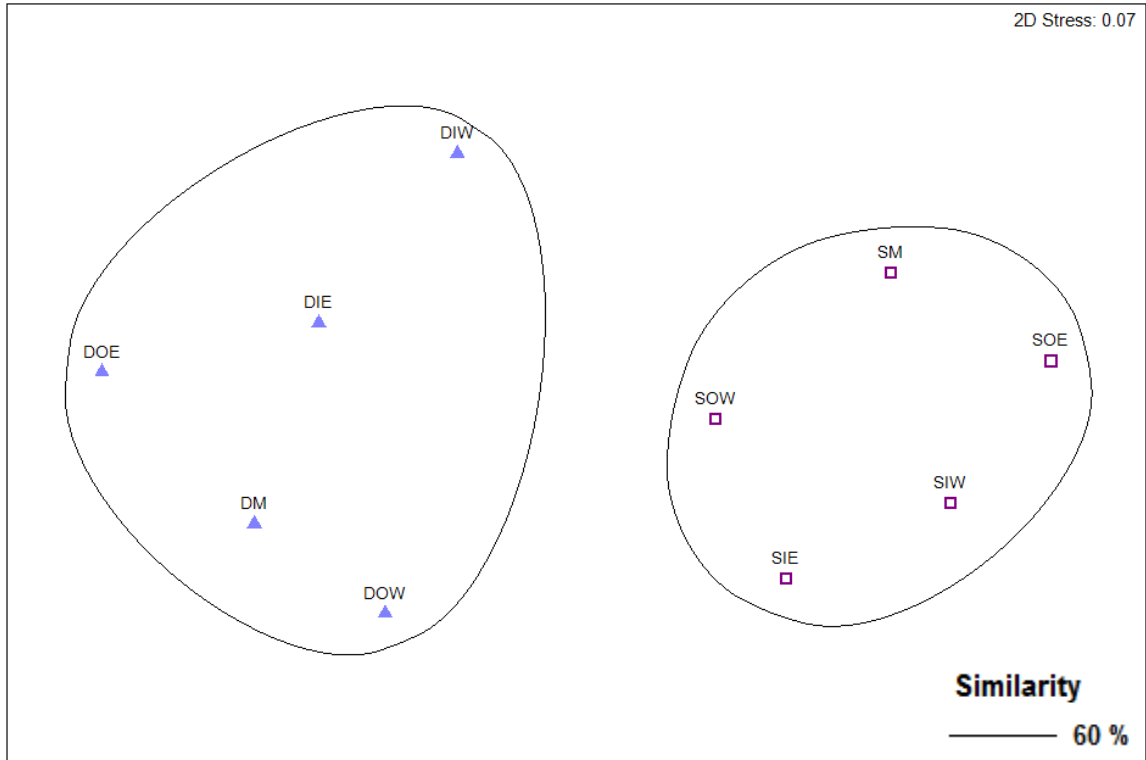 2D Stress: 0.07
DIW
SM
DIE
DOE
SOE
SOW
DM
SIW
SIE
DOW
Similarity
60 %